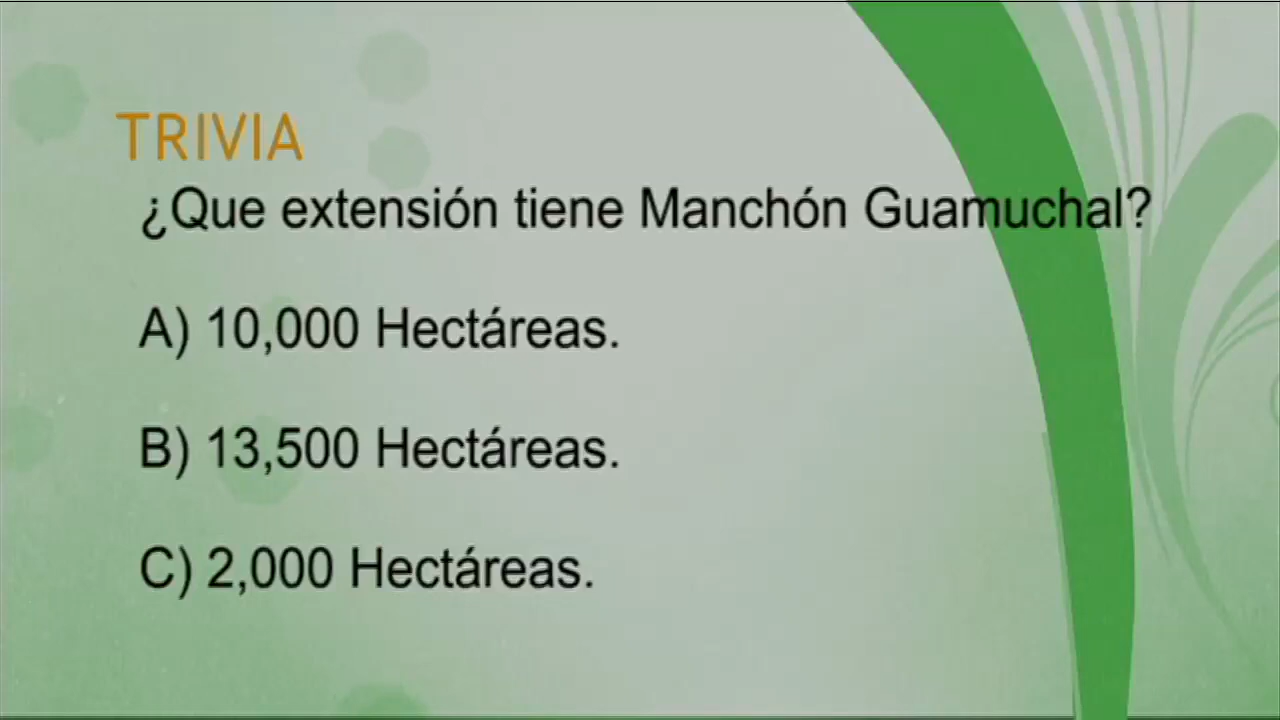 TRIVIA
¿Que extensión tiene Manchón Guamuchal?
A) 10,000 Hectáreas.
B) 13,500 Hectáreas.
C) 2,000 Hectáreas.